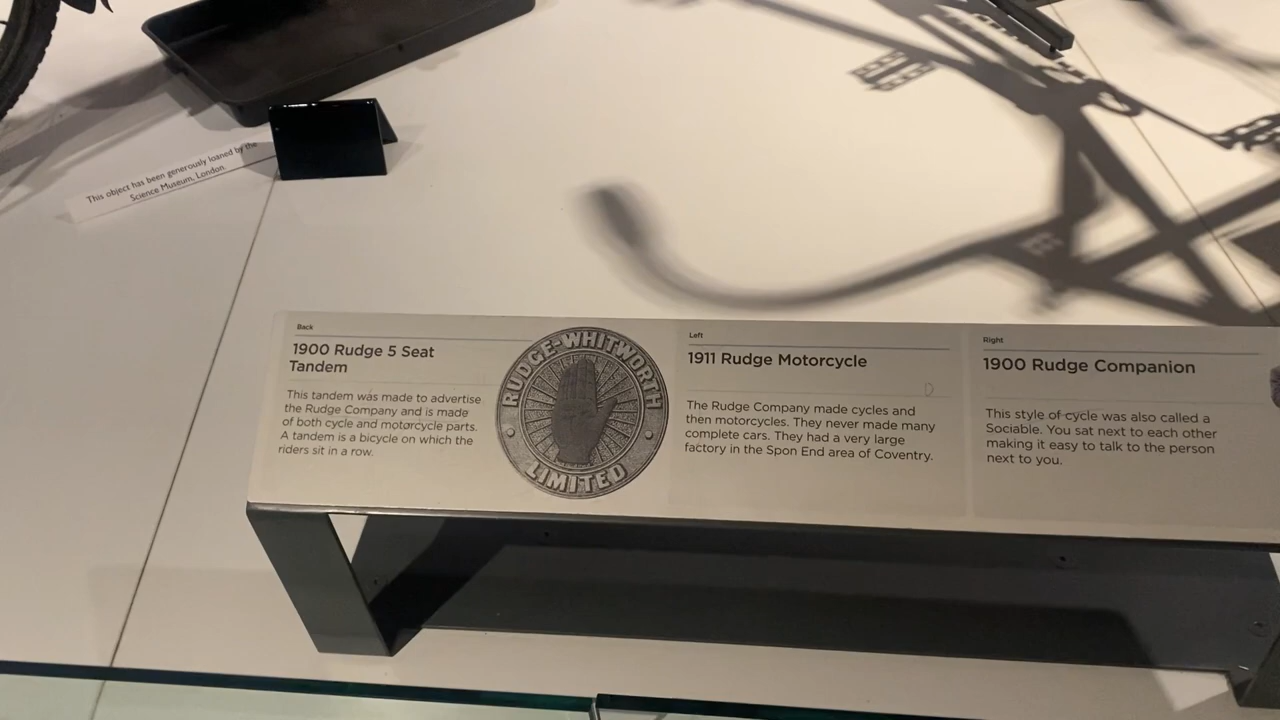 This object has been generously loaned by the
Science Museum, London.
Back
1900 Rudge 5 Seat
Tandem
This tandem was made to advertise
the Rudge Company and is made
of both cycle and motorcycle parts.
A tandem is a bicycle on which the
riders sit in a row.
RUDGE-WHITWORTH
LIMITED
Left
1911 Rudge Motorcycle
The Rudge Company made cycles and
then motorcycles. They never made many
complete cars. They had a very large
factory in the Spon End area of Coventry.
Right
1900 Rudge Companion
This style of cycle was also called a
Sociable. You sat next to each other
making it easy to talk to the person
next to you.